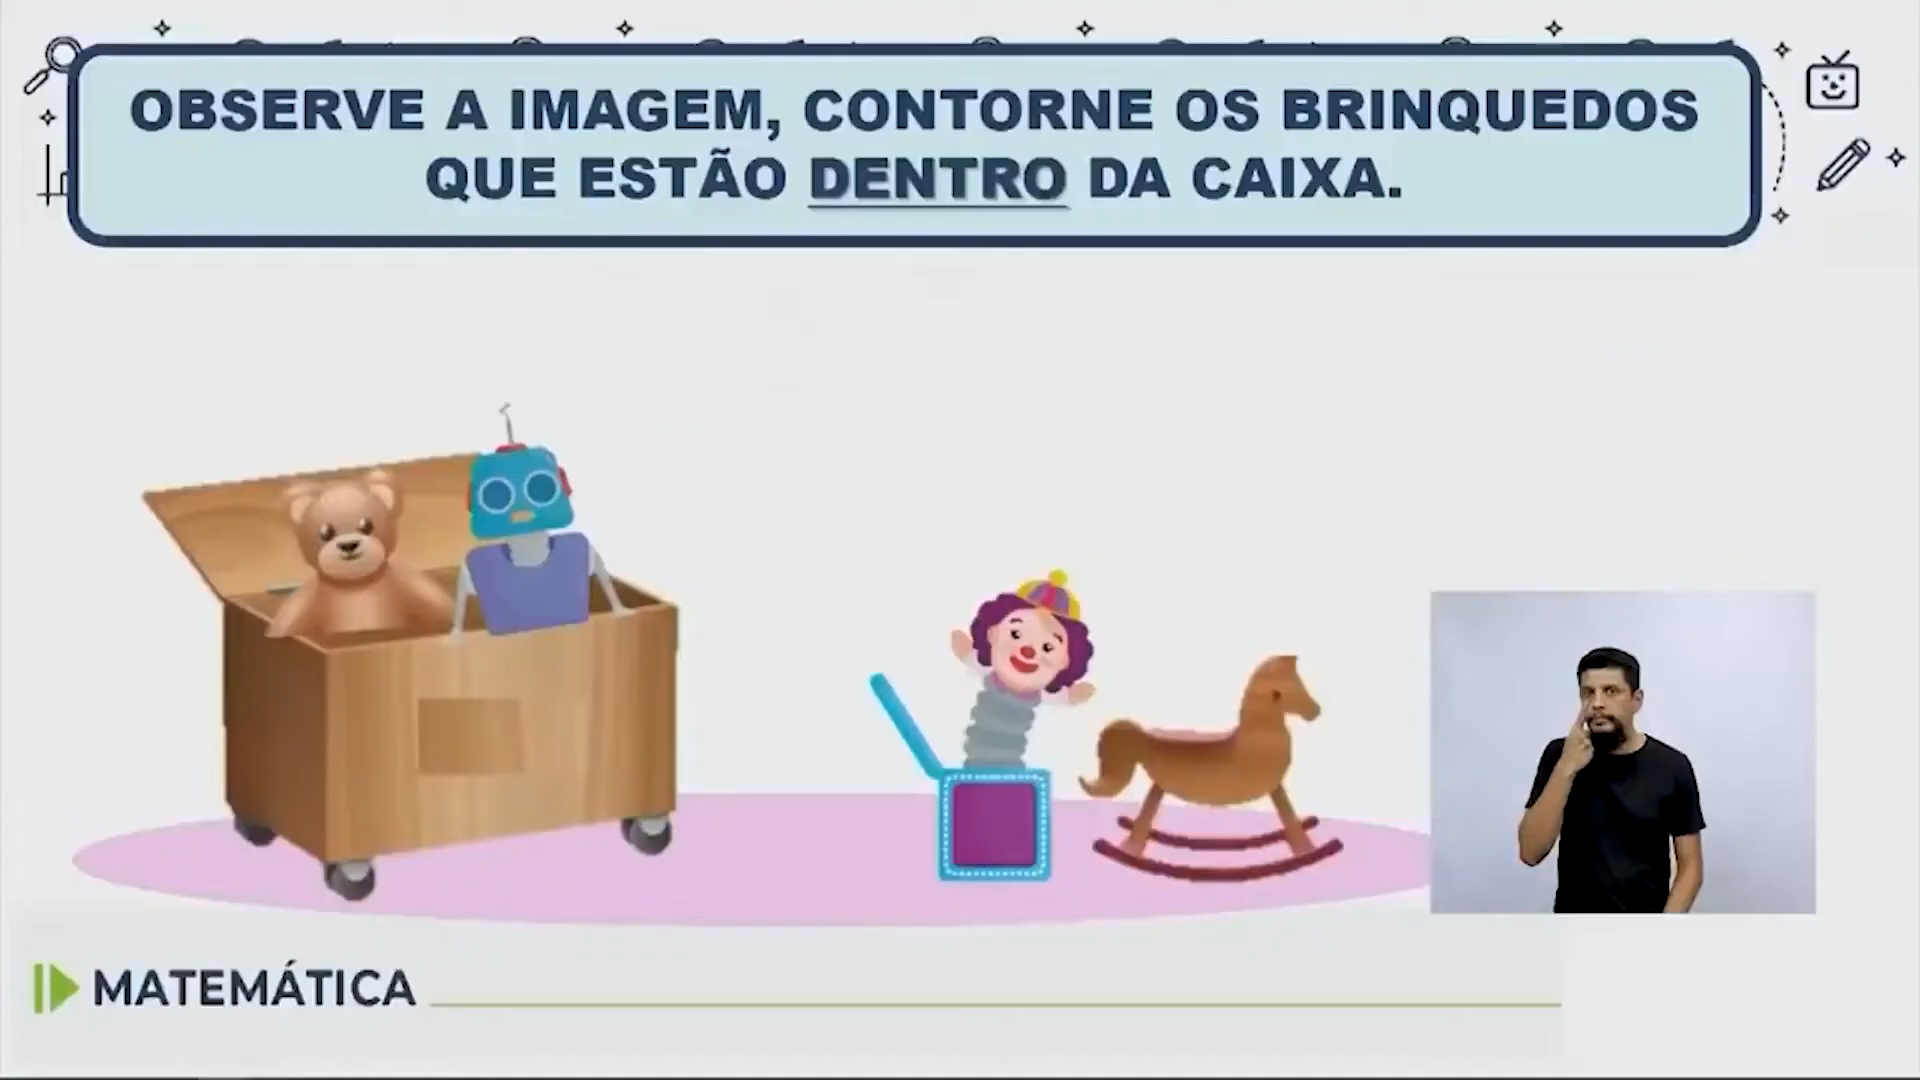 OBSERVE A IMAGEM, CONTORNE OS BRINQUEDOS
QUE ESTÃO DENTRO DA CAIXA.
MATEMÁTICA